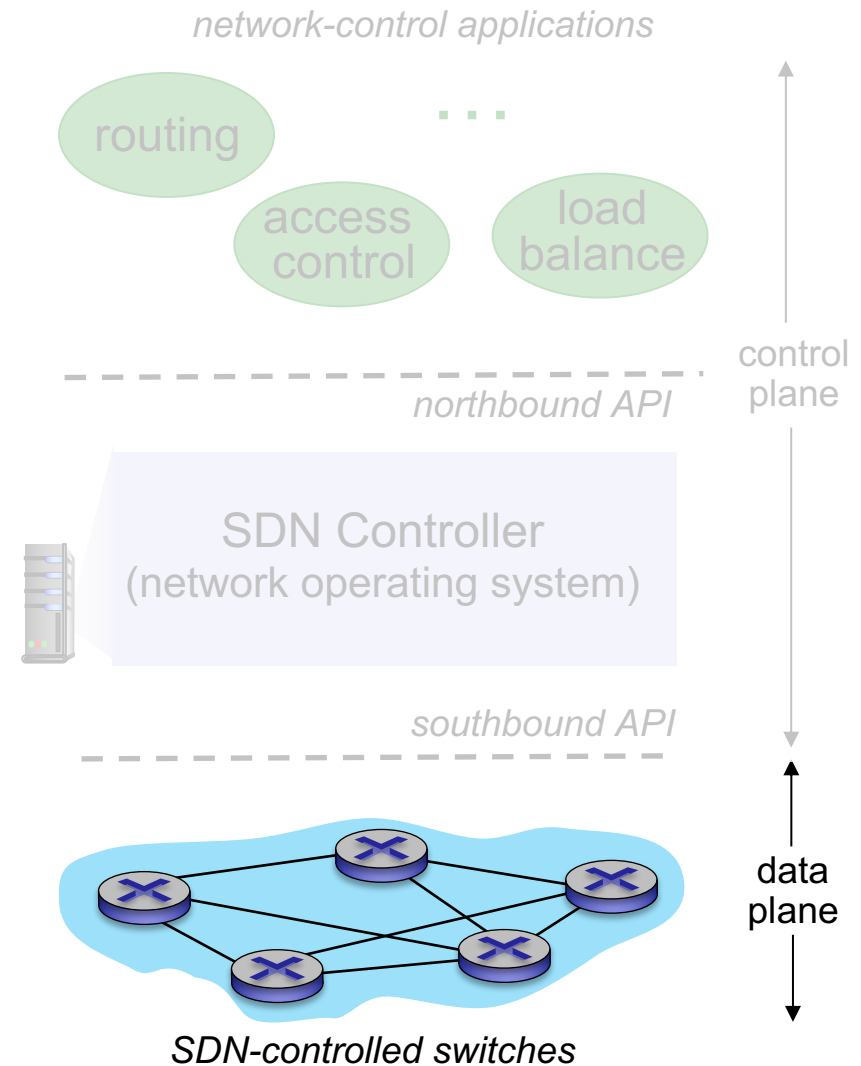 network-control applications
routing
. . .
access
control
load
balance
control
plane
northbound API
SDN Controller
(network operating system)
southbound API
data
plane
SDN-controlled switches